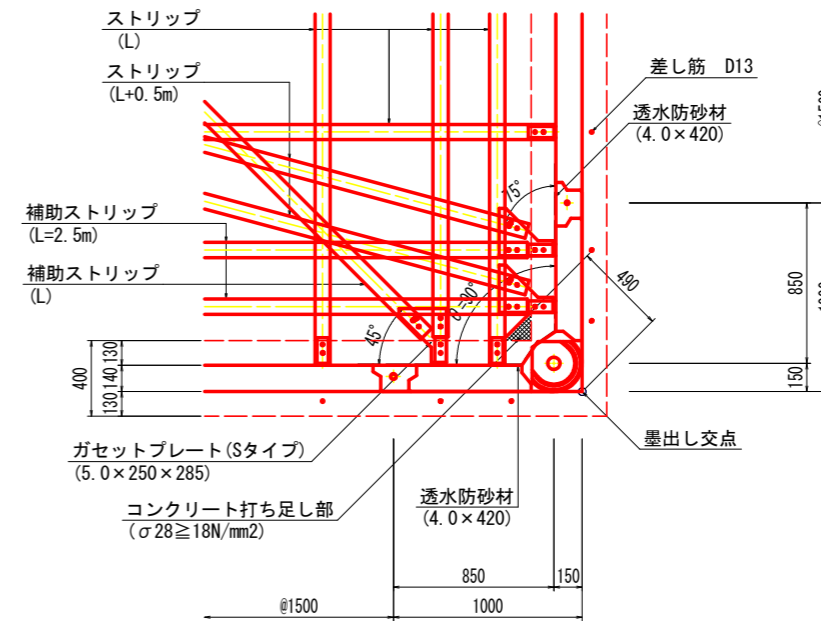 ストリップ
(L)
ストリップ
(L+0.5m)
補助ストリップ
(L=2.5m)
補助ストリップ
(L)
差し筋 D13
透水防砂材
(4.0×420)
75°
θ=90°
45°
490
850
150
400
130
140
130
墨出し交点
ガセットプレート(Sタイプ)
(5.0×250×285)
コンクリート打ち足し部
(σ28≧18N/mm2)
透水防砂材
(4.0×420)
850
150
@1500
1000